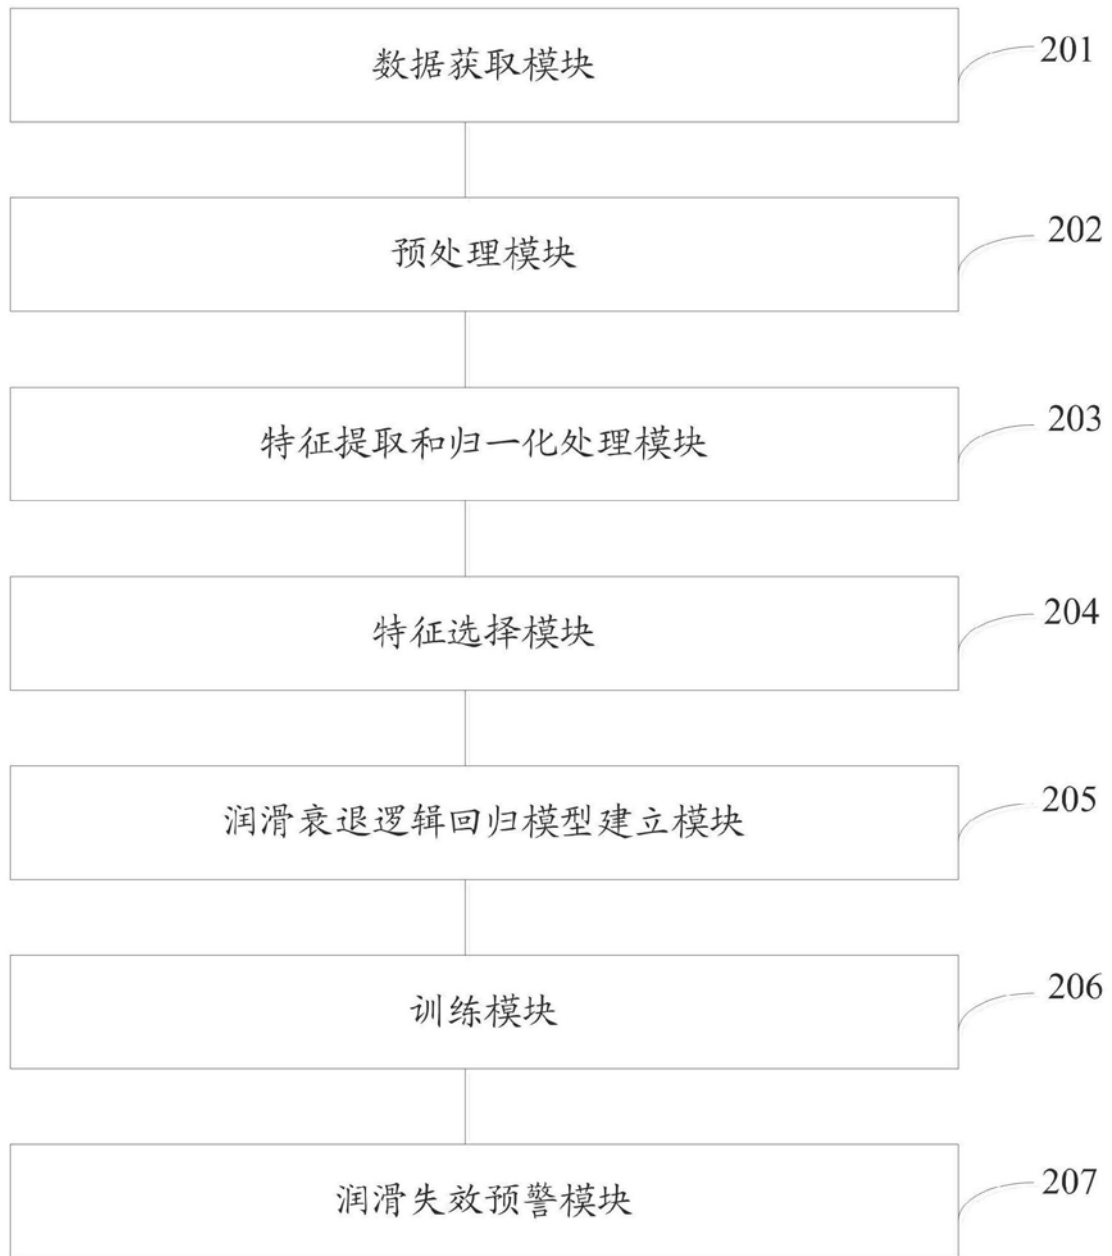 数据获取模块 201
预处理模块 202
特征提取和归一化处理模块 203
特征选择模块 204
润滑衰退逻辑回归模型建立模块 205
训练模块 206
润滑失效预警模块 207